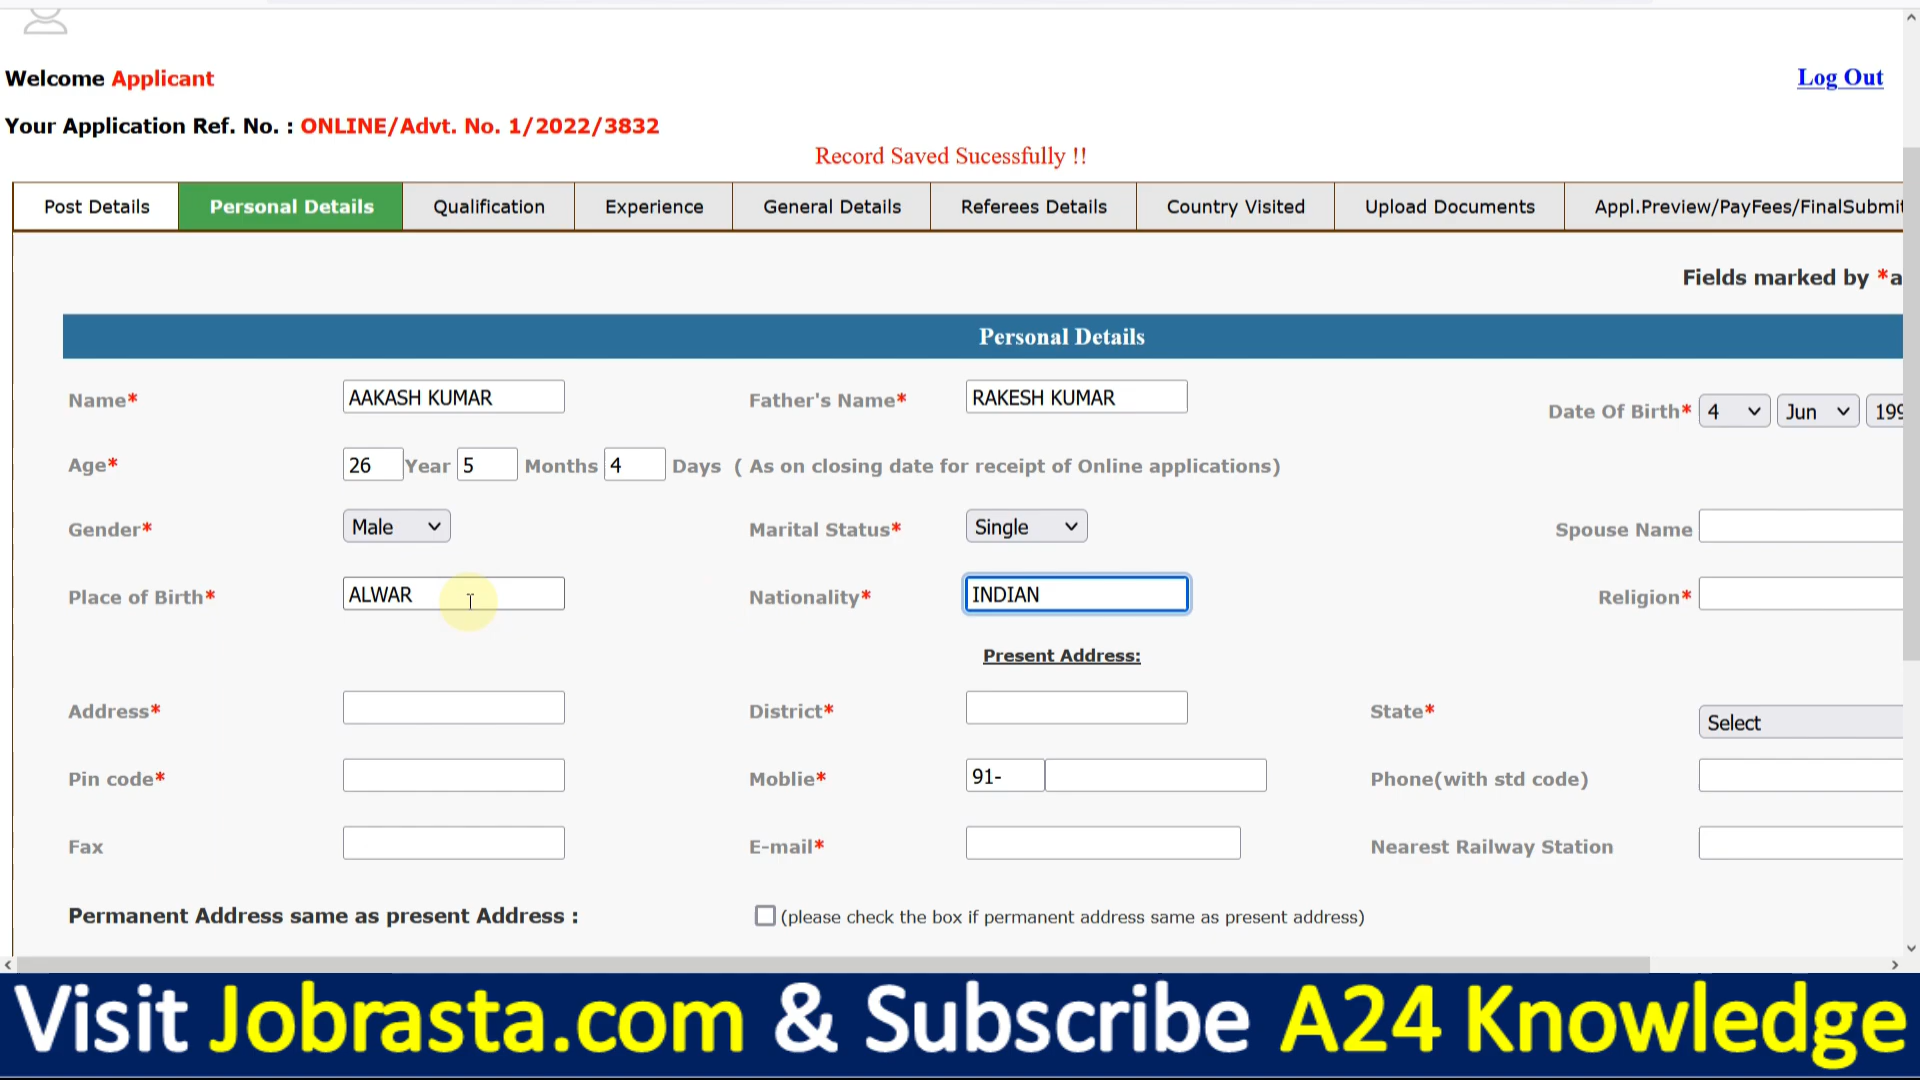 Welcome Applicant
Log Out
Your Application Ref. No. : ONLINE/Advt. No. 1/2022/3832
Record Saved Sucessfully !!
Post Details Personal Details Qualification Experience General Details Referees Details Country Visited Upload Documents Appl.Preview/PayFees/FinalSubmit
Fields marked by *a
Personal Details
Name* AAKASH KUMAR Father's Name* RAKESH KUMAR Date Of Birth* 4 Jun 199
Age* 26 Year 5 Months 4 Days ( As on closing date for receipt of Online applications)
Gender* Male Marital Status* Single Spouse Name
Place of Birth* ALWAR Nationality* INDIAN Religion*
Present Address:
Address* District* State* Select
Pin code* Moblie* 91- Phone(with std code)
Fax E-mail* Nearest Railway Station
Permanent Address same as present Address : (please check the box if permanent address same as present address)
Visit Jobrasta.com & Subscribe A24 Knowledge